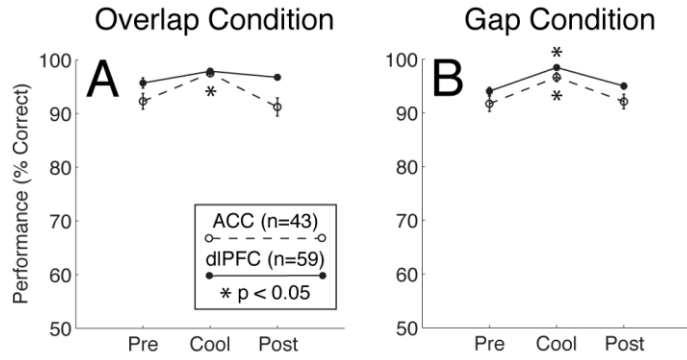 Overlap Condition
Gap Condition
A
B
Performance (% Correct)
100
90
80
70
60
50
Pre Cool Post
*
ACC (n=43)
dlPFC (n=59)
* p < 0.05
100
90
80
70
60
50
Pre Cool Post
*
*